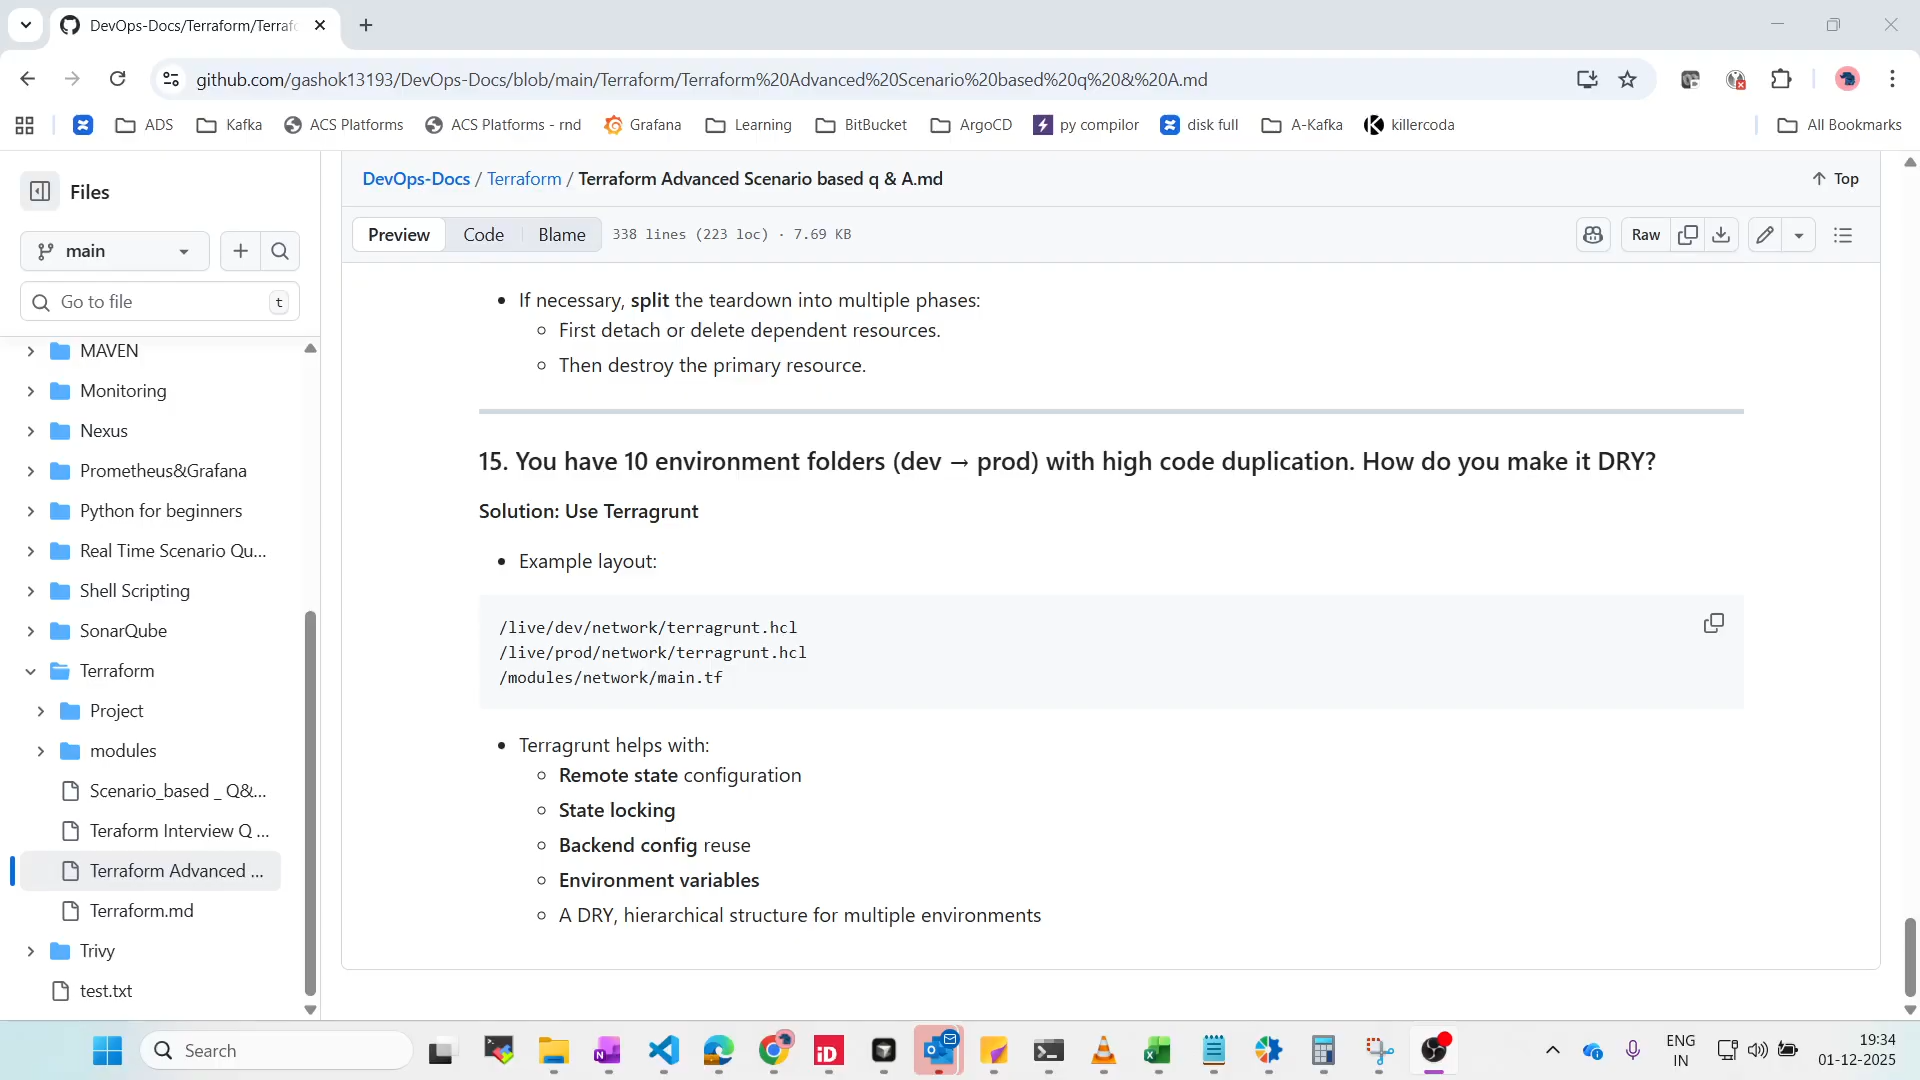 DevOps-Docs/Terraform/Terrafo
github.com/gashok13193/DevOps-Docs/blob/main/Terraform/Terraform%20Advanced%20Scenario%20based%20q%20&%20A.md
ADS
Kafka
ACS Platforms
ACS Platforms - rnd
Grafana
Learning
BitBucket
ArgoCD
py compilor
disk full
A-Kafka
killercoda
All Bookmarks
Files
DevOps-Docs / Terraform / Terraform Advanced Scenario based q & A.md
Top
main
Preview Code Blame 338 lines (223 loc) · 7.69 KB
Raw
Go to file t
MAVEN
Monitoring
Nexus
Prometheus&Grafana
Python for beginners
Real Time Scenario Qu...
Shell Scripting
SonarQube
Terraform
Project
modules
Scenario_based _ Q&...
Teraform Interview Q ...
Terraform Advanced ...
Terraform.md
Trivy
test.txt
• If necessary, split the teardown into multiple phases:
First detach or delete dependent resources.
Then destroy the primary resource.
15. You have 10 environment folders (dev → prod) with high code duplication. How do you make it DRY?
Solution: Use Terragrunt
• Example layout:
/live/dev/network/terragrunt.hcl
/live/prod/network/terragrunt.hcl
/modules/network/main.tf
• Terragrunt helps with:
Remote state configuration
State locking
Backend config reuse
Environment variables
A DRY, hierarchical structure for multiple environments
Search
ENG
IN
19:34
01-12-2025